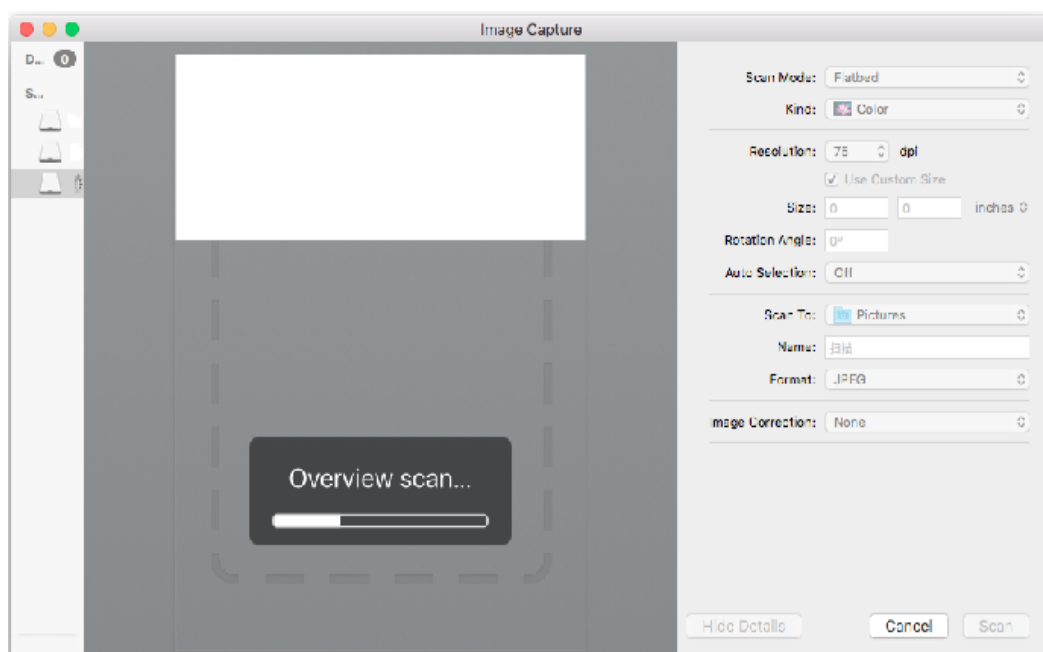 Image Capture
D... 0
S...
Scan Mode: Flatbed
Kind: Color
Resolution: 75 dpi
Use Custom Size
Size: 0 0 inches
Rotation Angle: 0°
Auto Selection: Off
Scan To: Pictures
Name: 扫描
Format: JPEG
Image Correction: None
Overview scan...
Hide Details Cancel Scan